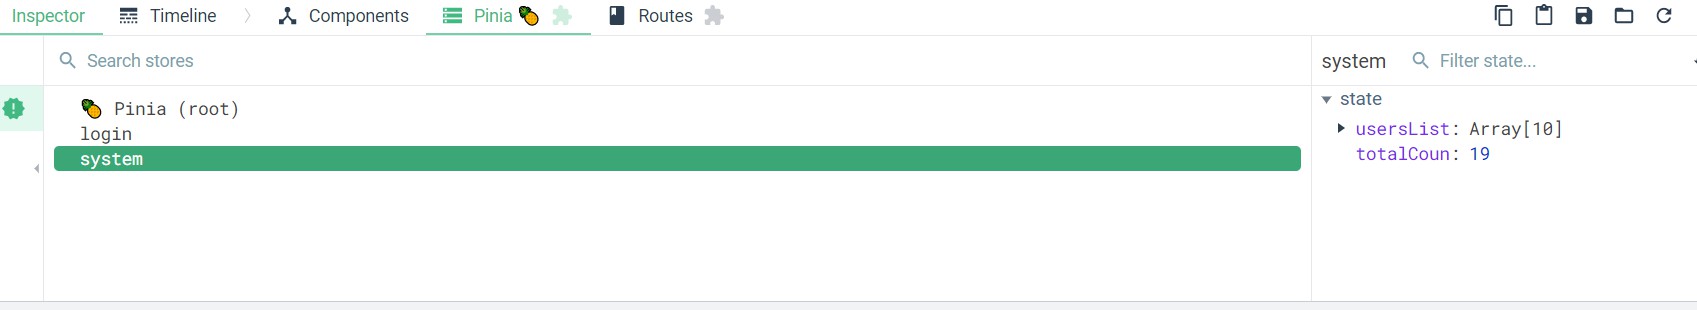 Inspector Timeline Components Pinia 🍍 Routes
Search stores
system Filter state...
🍍 Pinia (root)
login
system
state
usersList: Array[10]
totalCoun: 19